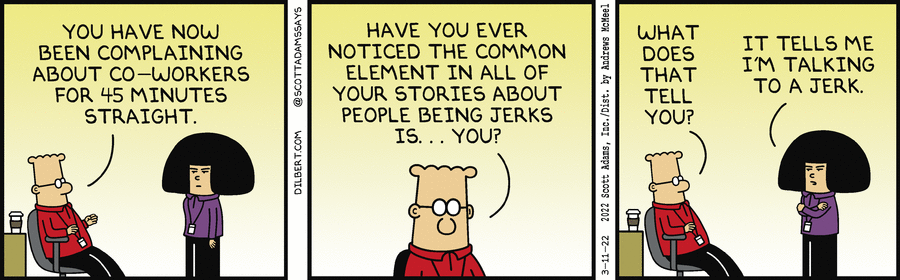 YOU HAVE NOW
BEEN COMPLAINING
ABOUT CO-WORKERS
FOR 45 MINUTES
STRAIGHT.
DILBERT.COM @SCOTTADAMSSAYS
HAVE YOU EVER
NOTICED THE COMMON
ELEMENT IN ALL OF
YOUR STORIES ABOUT
PEOPLE BEING JERKS
IS... YOU?
3-11-22 2022 Scott Adams, Inc./Dist. by Andrews McMeel
WHAT
DOES
THAT
TELL
YOU?
IT TELLS ME
I'M TALKING
TO A JERK.